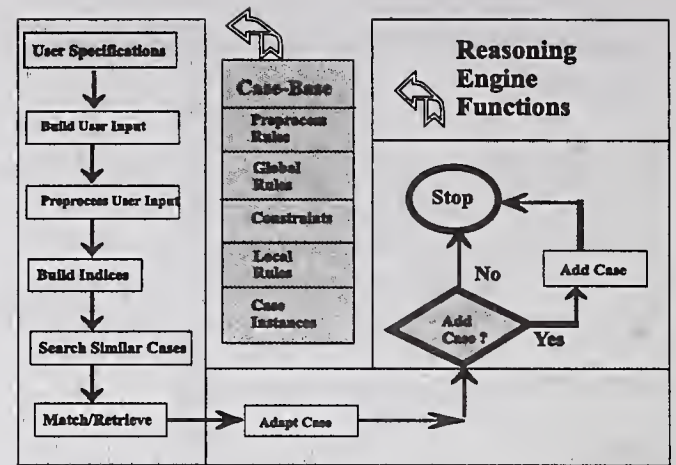 User Specifications
Build User Input
Preprocess User Input
Build Indices
Search Similar Cases
Match/Retrieve
Case-Base
Preprocess
Rules
Global
Rules
Constraints
Local
Rules
Case
Instances
Reasoning
Engine
Functions
Stop
No
Add Case
Add
Case ?
Yes
Adapt Case